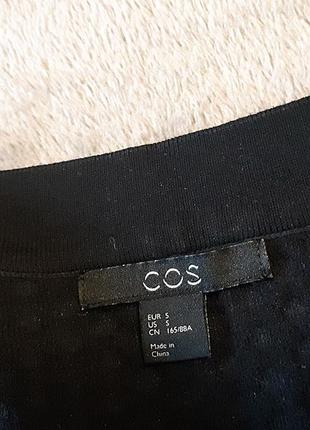 COS
EUR S
US S
CN 165/88A
Made in
China